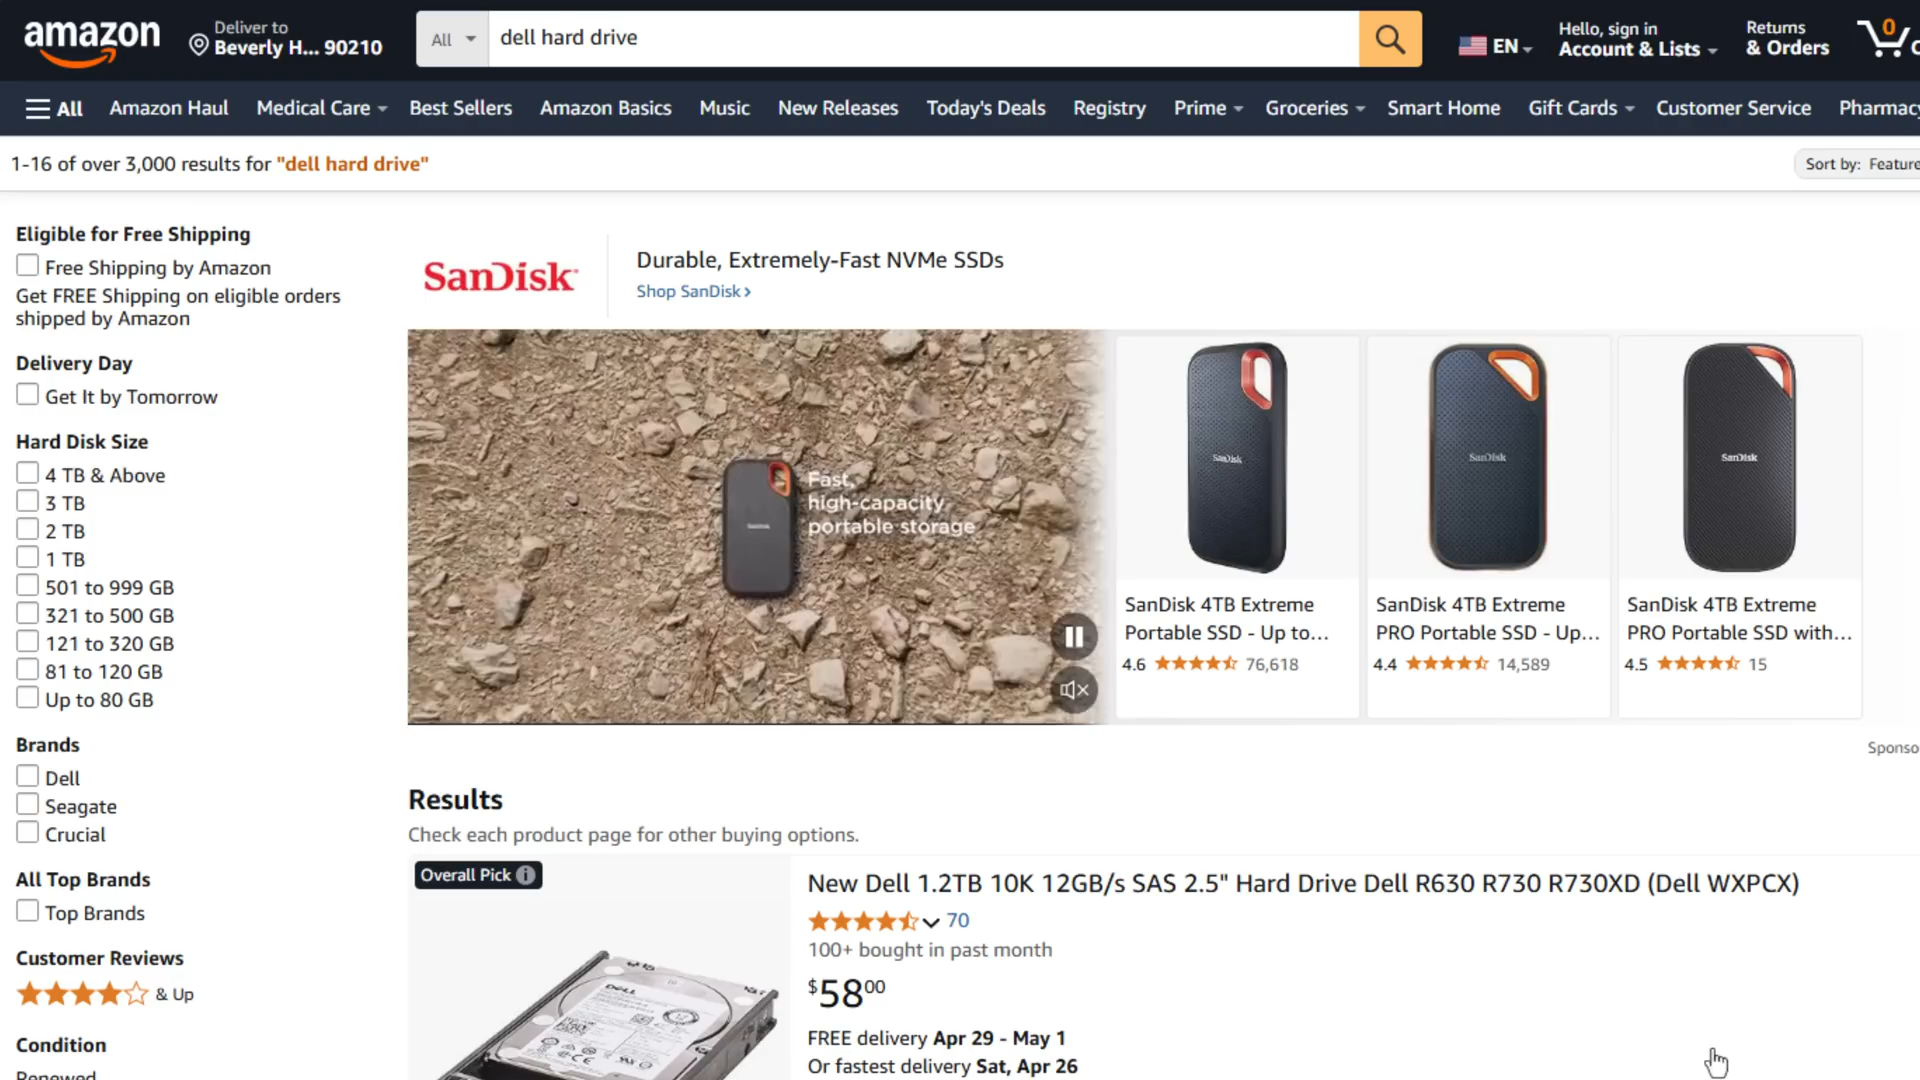 amazon
Deliver to
Beverly H... 90210
All
dell hard drive
EN
Hello, sign in
Account & Lists
Returns
& Orders
0
All
Amazon Haul
Medical Care
Best Sellers
Amazon Basics
Music
New Releases
Today's Deals
Registry
Prime
Groceries
Smart Home
Gift Cards
Customer Service
Pharmacy
1-16 of over 3,000 results for "dell hard drive"
Sort by: Feature
Eligible for Free Shipping
Free Shipping by Amazon
Get FREE Shipping on eligible orders
shipped by Amazon
Delivery Day
Get It by Tomorrow
Hard Disk Size
4 TB & Above
3 TB
2 TB
1 TB
501 to 999 GB
321 to 500 GB
121 to 320 GB
81 to 120 GB
Up to 80 GB
Brands
Dell
Seagate
Crucial
All Top Brands
Top Brands
Customer Reviews
& Up
Condition
Renewed
SanDisk
Durable, Extremely-Fast NVMe SSDs
Shop SanDisk›
SanDisk
Fast,
high-capacity
portable storage
SanDisk
SanDisk 4TB Extreme
Portable SSD - Up to...
4.6 76,618
SanDisk
SanDisk 4TB Extreme
PRO Portable SSD - Up...
4.4 14,589
SanDisk
SanDisk 4TB Extreme
PRO Portable SSD with...
4.5 15
Sponso
Results
Check each product page for other buying options.
Overall Pick
DELL
New Dell 1.2TB 10K 12GB/s SAS 2.5" Hard Drive Dell R630 R730 R730XD (Dell WXPCX)
70
100+ bought in past month
$5800
FREE delivery Apr 29 - May 1
Or fastest delivery Sat, Apr 26